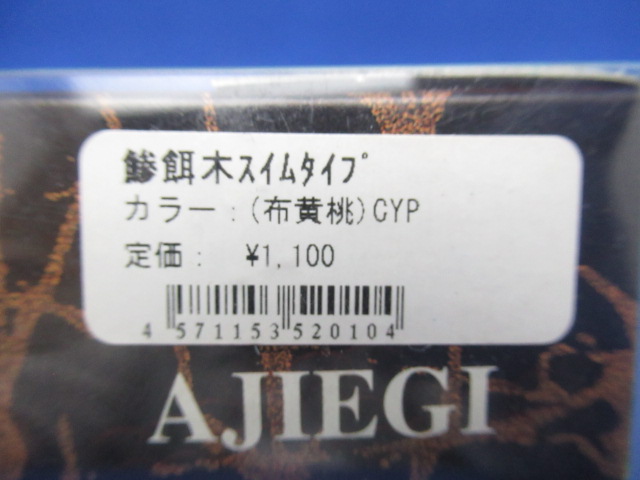 鯵餌木ｽｲﾑﾀｲﾌﾟ
カラー：(布黄桃)CYP
定価： ¥1,100
4 571153 520104
AJIEGI